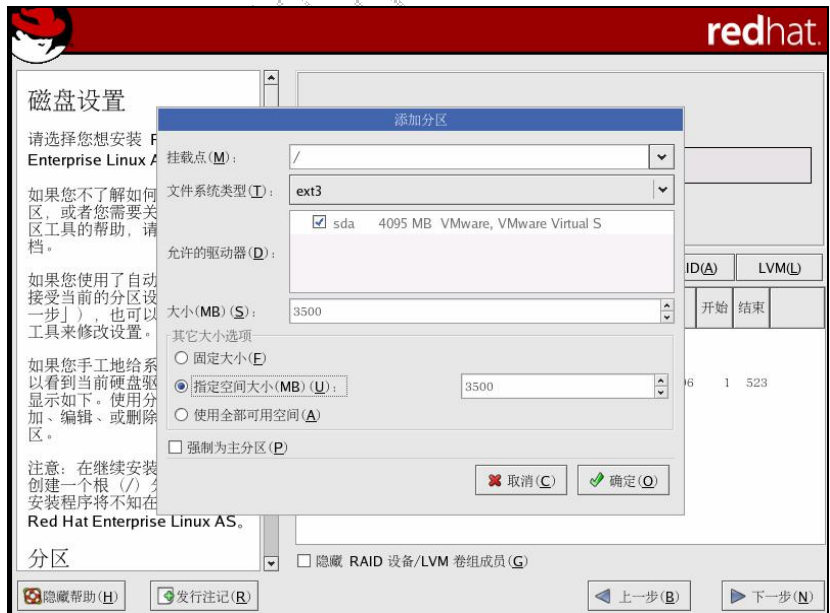 redhat.
磁盘设置
请选择您想安装
Enterprise Linux
如果您不了解如何
区，或者您需要关
区工具的帮助，请
档。
如果您使用了自动
接受当前的分区设
一步」），也可以
工具来修改设置。
如果您手工地给系
以看到当前硬盘驱
显示如下。使用分
加、编辑、或删除
区。
注意：在继续安装
创建一个根（/）
安装程序将不知在
Red Hat Enterprise Linux AS。
分区
添加分区
挂载点(M)：
/
文件系统类型(T)：
ext3
允许的驱动器(D)：
sda 4095 MB VMware, VMware Virtual S
大小(MB)(S)：
3500
其它大小选项
固定大小(F)
指定空间大小(MB)(U)：
3500
使用全部可用空间(A)
强制为主分区(P)
取消(C)
确定(O)
ID(A)
LVM(L)
开始 结束
6 1 523
隐藏 RAID 设备/LVM 卷组成员(G)
隐藏帮助(H)
发行注记(R)
上一步(B)
下一步(N)